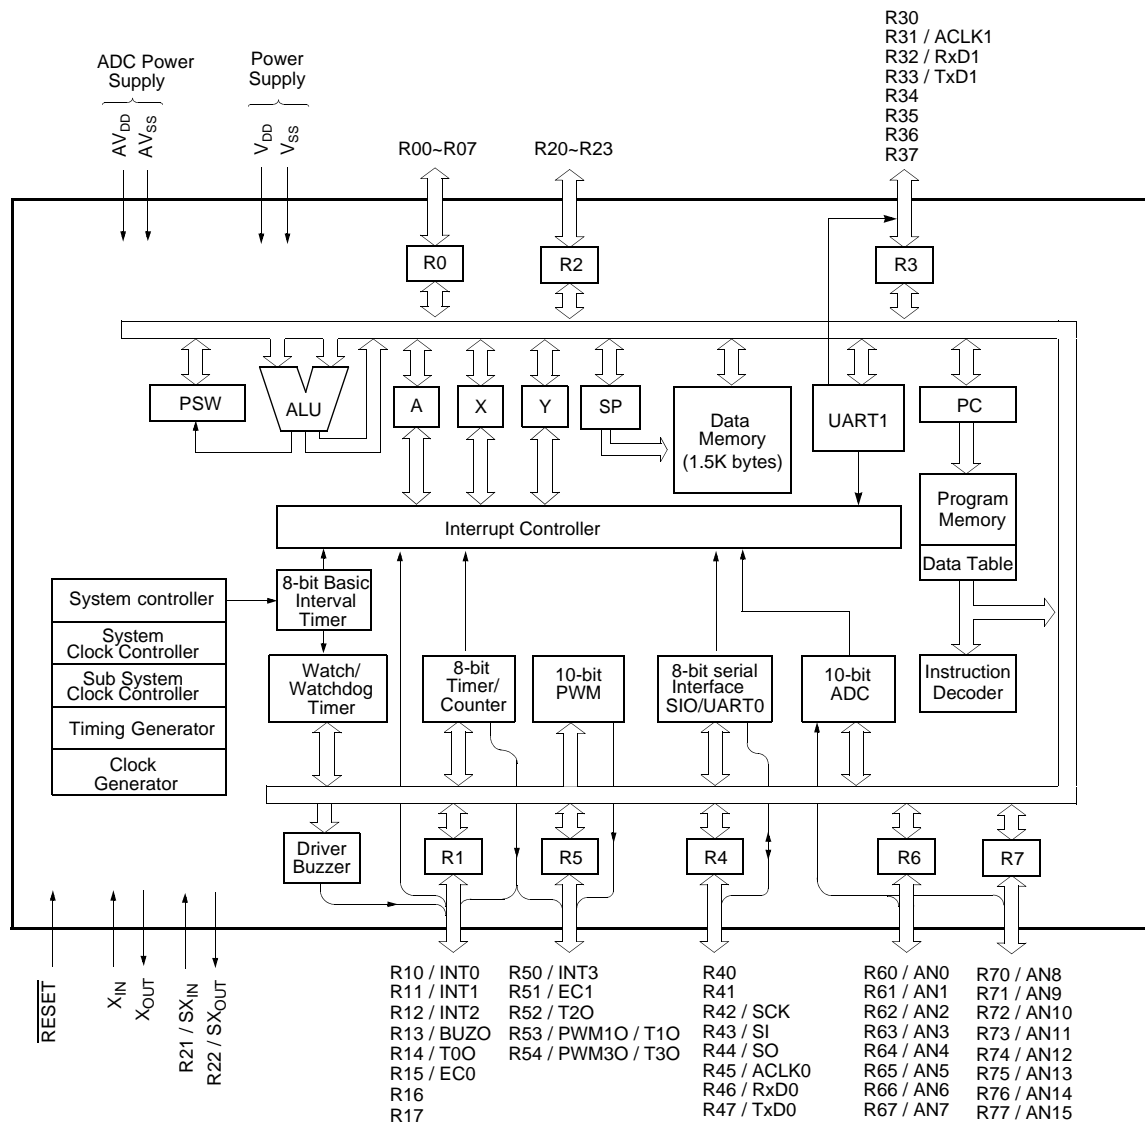 R30
R31 / ACLK1
R32 / RxD1
R33 / TxD1
R34
R35
R36
R37
ADC Power
Supply
Power
Supply
AVDD
AVSS
VDD
VSS
R00~R07
R20~R23
R0
R2
R3
PSW
ALU
A
X
Y
SP
Data
Memory
(1.5K bytes)
UART1
PC
Program
Memory
Data Table
Interrupt Controller
System controller
System
Clock Controller
Sub System
Clock Controller
Timing Generator
Clock
Generator
8-bit Basic
Interval
Timer
Watch/
Watchdog
Timer
8-bit
Timer/
Counter
10-bit
PWM
8-bit serial
Interface
SIO/UART0
10-bit
ADC
Instruction
Decoder
Driver
Buzzer
R1
R5
R4
R6
R7
RESET
XIN
XOUT
R21 / SXIN
R22 / SXOUT
R10 / INT0
R11 / INT1
R12 / INT2
R13 / BUZO
R14 / T0O
R15 / EC0
R16
R17
R50 / INT3
R51 / EC1
R52 / T2O
R53 / PWM1O / T1O
R54 / PWM3O / T3O
R40
R41
R42 / SCK
R43 / SI
R44 / SO
R45 / ACLK0
R46 / RxD0
R47 / TxD0
R60 / AN0
R61 / AN1
R62 / AN2
R63 / AN3
R64 / AN4
R65 / AN5
R66 / AN6
R67 / AN7
R70 / AN8
R71 / AN9
R72 / AN10
R73 / AN11
R74 / AN12
R75 / AN13
R76 / AN14
R77 / AN15